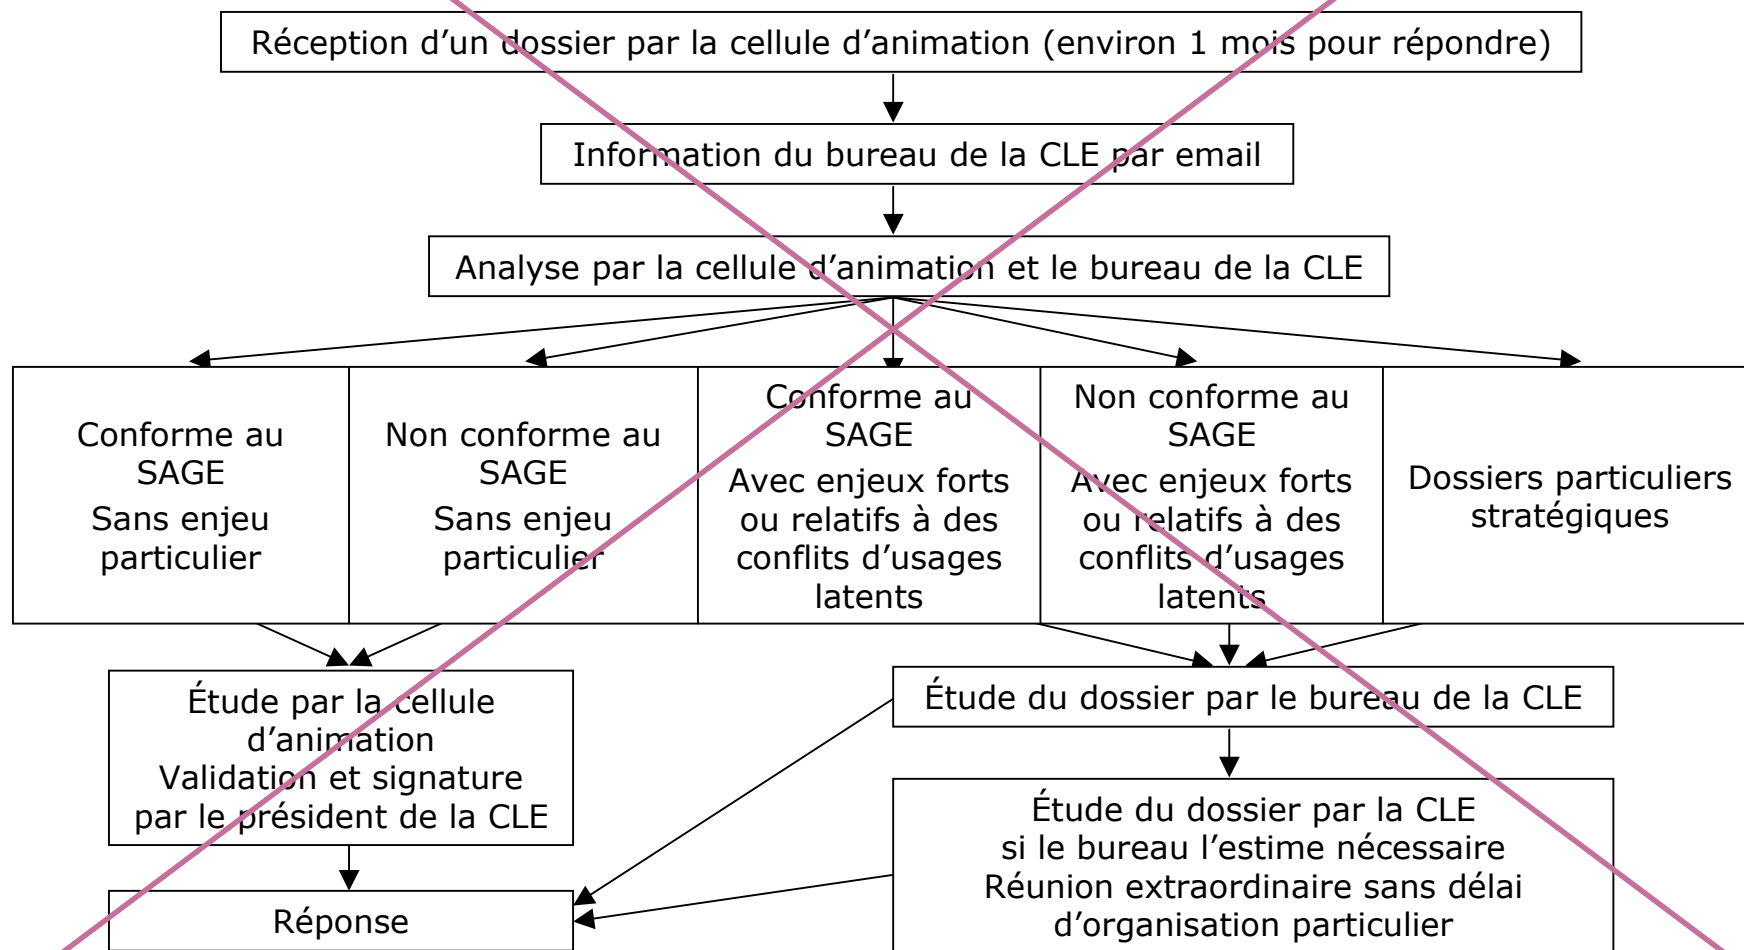 Réception d’un dossier par la cellule d’animation (environ 1 mois pour répondre)
Information du bureau de la CLE par email
Analyse par la cellule d’animation et le bureau de la CLE
Conforme au
SAGE
Sans enjeu
particulier
Non conforme au
SAGE
Sans enjeu
particulier
Conforme au
SAGE
Avec enjeux forts
ou relatifs à des
conflits d’usages
latents
Non conforme au
SAGE
Avec enjeux forts
ou relatifs à des
conflits d’usages
latents
Dossiers particuliers
stratégiques
Étude par la cellule
d’animation
Validation et signature
par le président de la CLE
Étude du dossier par le bureau de la CLE
Étude du dossier par la CLE
si le bureau l’estime nécessaire
Réunion extraordinaire sans délai
d’organisation particulier
Réponse